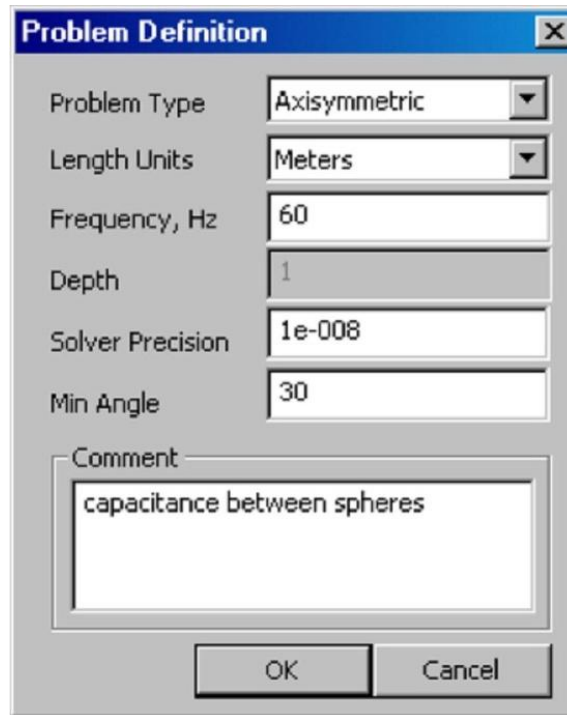 Problem Definition
Problem Type Axisymmetric
Length Units Meters
Frequency, Hz 60
Depth 1
Solver Precision 1e-008
Min Angle 30
Comment
capacitance between spheres
OK Cancel